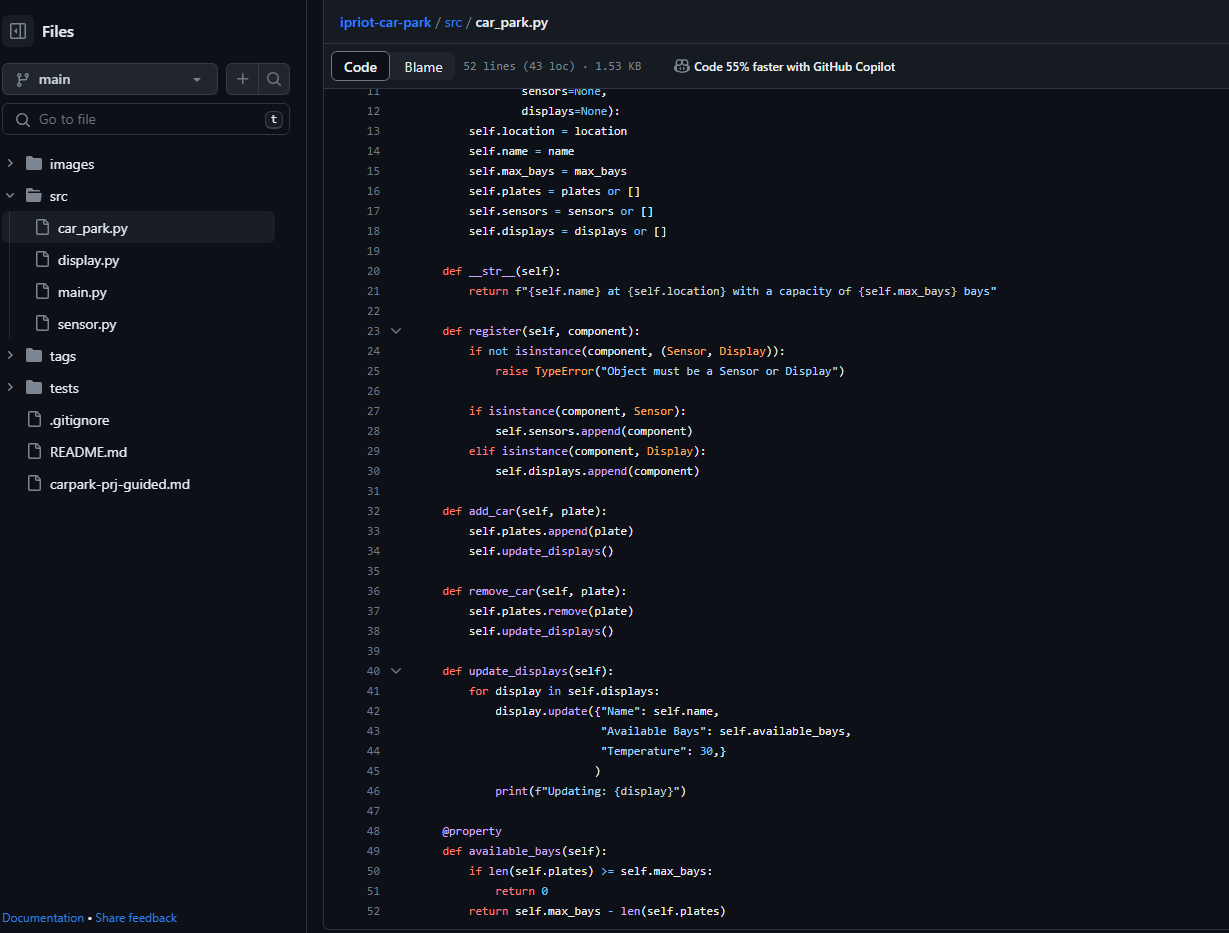 Files
main
Go to file
t
images
src
car_park.py
display.py
main.py
sensor.py
tags
tests
.gitignore
README.md
carpark-prj-guided.md
Documentation • Share feedback
ipriot-car-park / src / car_park.py
Code Blame 52 lines (43 loc) · 1.53 KB Code 55% faster with GitHub Copilot
11 sensors=None,
12 displays=None):
13 self.location = location
14 self.name = name
15 self.max_bays = max_bays
16 self.plates = plates or []
17 self.sensors = sensors or []
18 self.displays = displays or []
19
20 def __str__(self):
21 return f"{self.name} at {self.location} with a capacity of {self.max_bays} bays"
22
23 def register(self, component):
24 if not isinstance(component, (Sensor, Display)):
25 raise TypeError("Object must be a Sensor or Display")
26
27 if isinstance(component, Sensor):
28 self.sensors.append(component)
29 elif isinstance(component, Display):
30 self.displays.append(component)
31
32 def add_car(self, plate):
33 self.plates.append(plate)
34 self.update_displays()
35
36 def remove_car(self, plate):
37 self.plates.remove(plate)
38 self.update_displays()
39
40 def update_displays(self):
41 for display in self.displays:
42 display.update({"Name": self.name,
43 "Available Bays": self.available_bays,
44 "Temperature": 30,}
45 )
46 print(f"Updating: {display}")
47
48 @property
49 def available_bays(self):
50 if len(self.plates) >= self.max_bays:
51 return 0
52 return self.max_bays - len(self.plates)